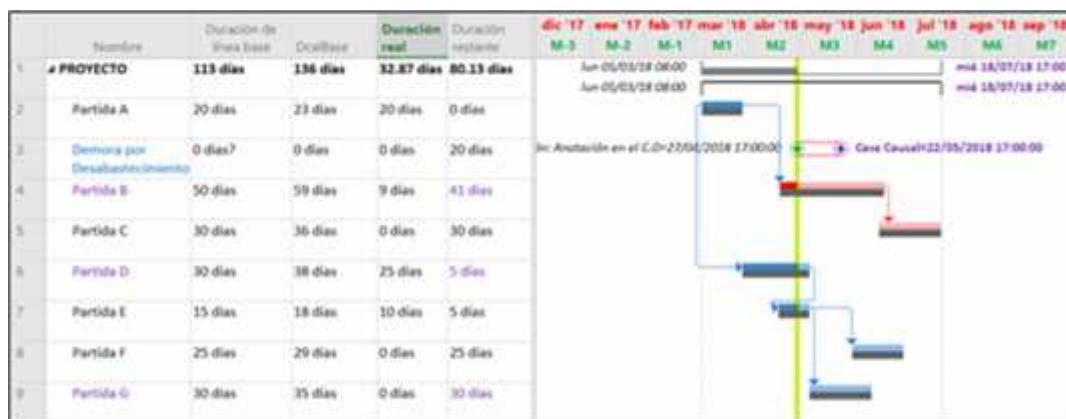 Nombre
Duración de
línea base
DcalBase
Duración
real
Duración
restante
dic '17 ene '17 feb '17 mar '18 abr '18 may '18 jun '18 jul '18 ago '18 sep '18
M-3 M-2 M-1 M1 M2 M3 M4 M5 M6 M7
1 PROYECTO 113 días 136 días 32.87 días 80.13 días
lun 05/03/18 08:00 mié 18/07/18 17:00
lun 05/03/18 08:00 mié 18/07/18 17:00
2 Partida A 20 días 23 días 20 días 0 días
3 Demora por
Desabastecimiento
0 días? 0 días 0 días 20 días
In: Anotación en el C.O=27/04/2018 17:00:00 Cese Causal=22/05/2018 17:00:00
4 Partida B 50 días 59 días 9 días 41 días
5 Partida C 30 días 36 días 0 días 30 días
6 Partida D 30 días 38 días 25 días 5 días
7 Partida E 15 días 18 días 10 días 5 días
8 Partida F 25 días 29 días 0 días 25 días
9 Partida G 30 días 35 días 0 días 30 días